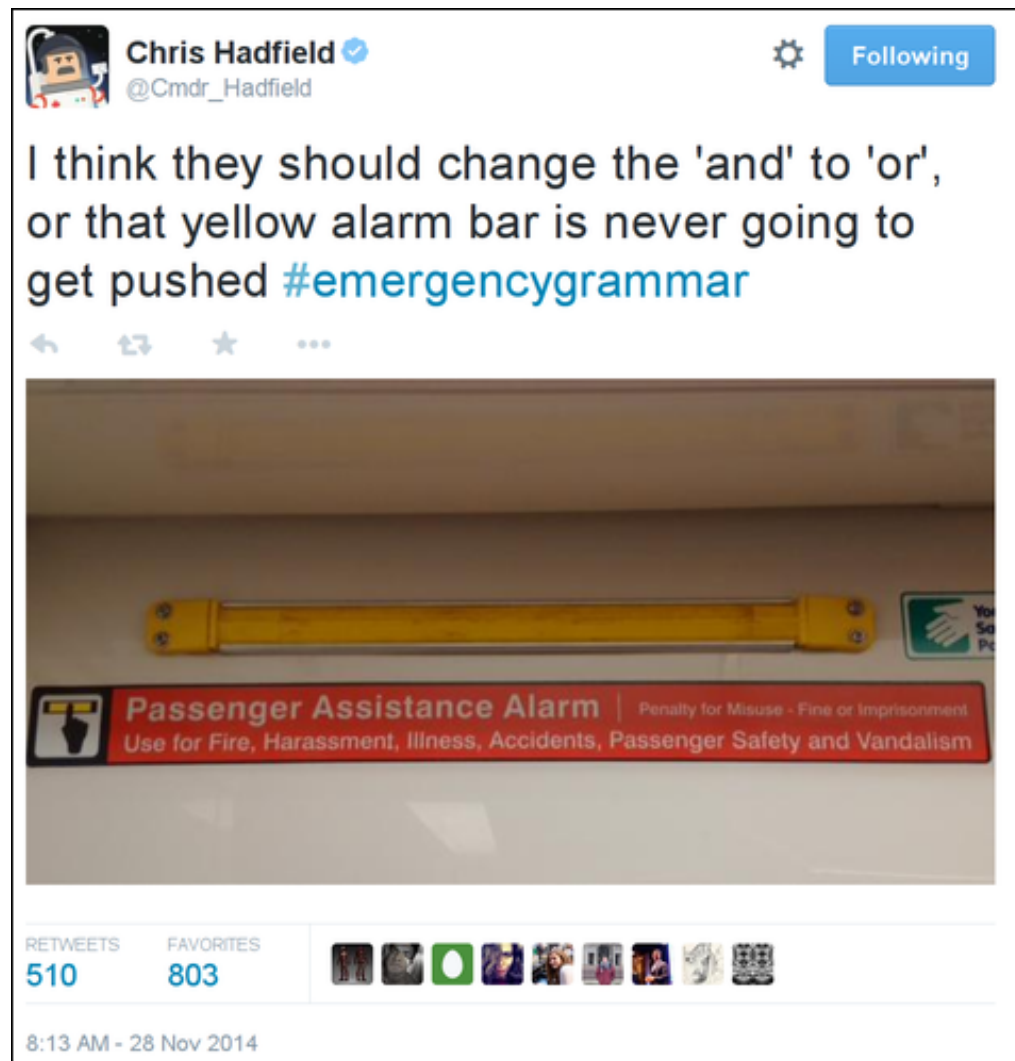 Chris Hadfield
@Cmdr_Hadfield
Following
I think they should change the 'and' to 'or',
or that yellow alarm bar is never going to
get pushed #emergencygrammar
Passenger Assistance Alarm | Penalty for Misuse - Fine or Imprisonment
Use for Fire, Harassment, Illness, Accidents, Passenger Safety and Vandalism
RETWEETS FAVORITES
510 803
8:13 AM - 28 Nov 2014